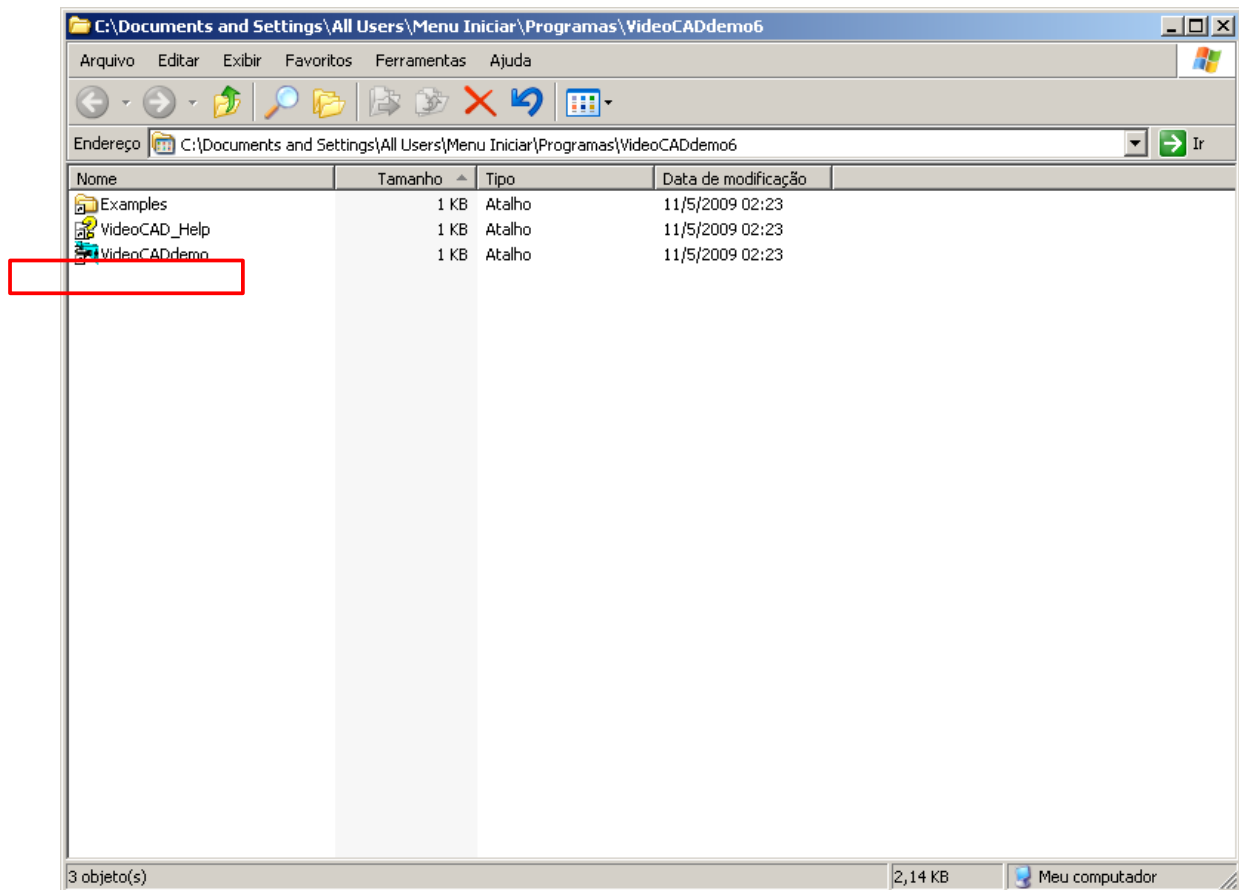 C:\Documents and Settings\All Users\Menu Iniciar\Programas\VideoCADdemo6
Arquivo Editar Exibir Favoritos Ferramentas Ajuda
Endereço C:\Documents and Settings\All Users\Menu Iniciar\Programas\VideoCADdemo6 Ir
Nome Tamanho Tipo Data de modificação
Examples 1 KB Atalho 11/5/2009 02:23
VideoCAD_Help 1 KB Atalho 11/5/2009 02:23
VideoCADdemo 1 KB Atalho 11/5/2009 02:23
3 objeto(s) 2,14 KB Meu computador